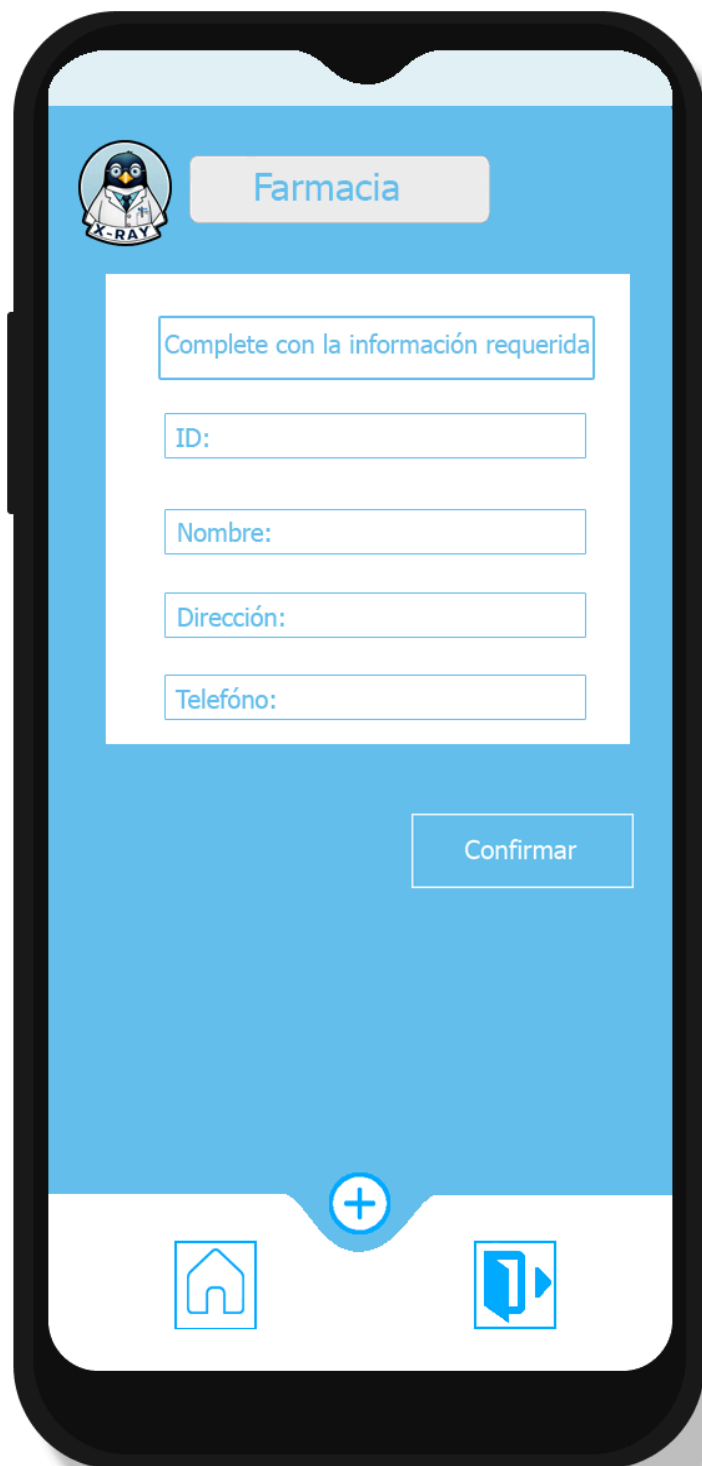 Farmacia
X-RAY
Complete con la información requerida
ID:
Nombre:
Dirección:
Telefóno:
Confirmar